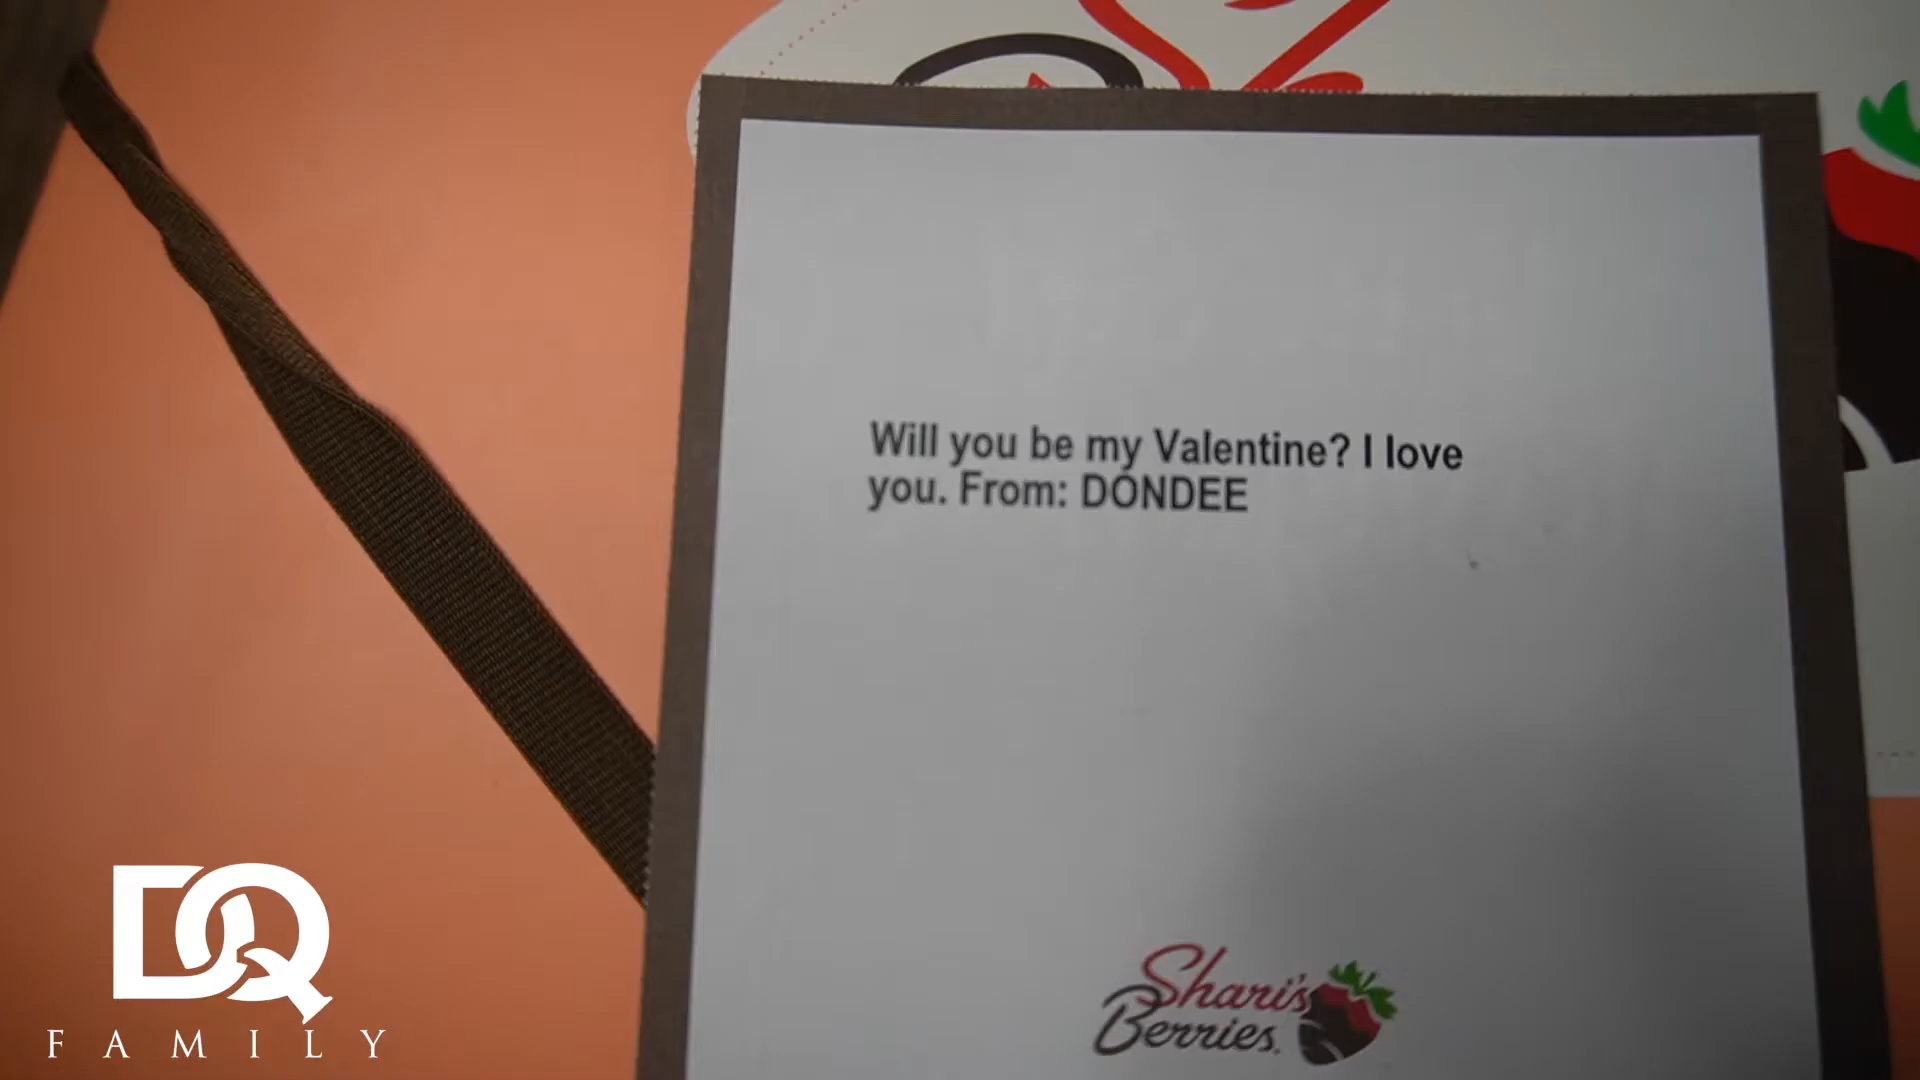 Will you be my Valentine? I love
you. From: DONDEE
Shari's
Berries.
DQ
FAMILY